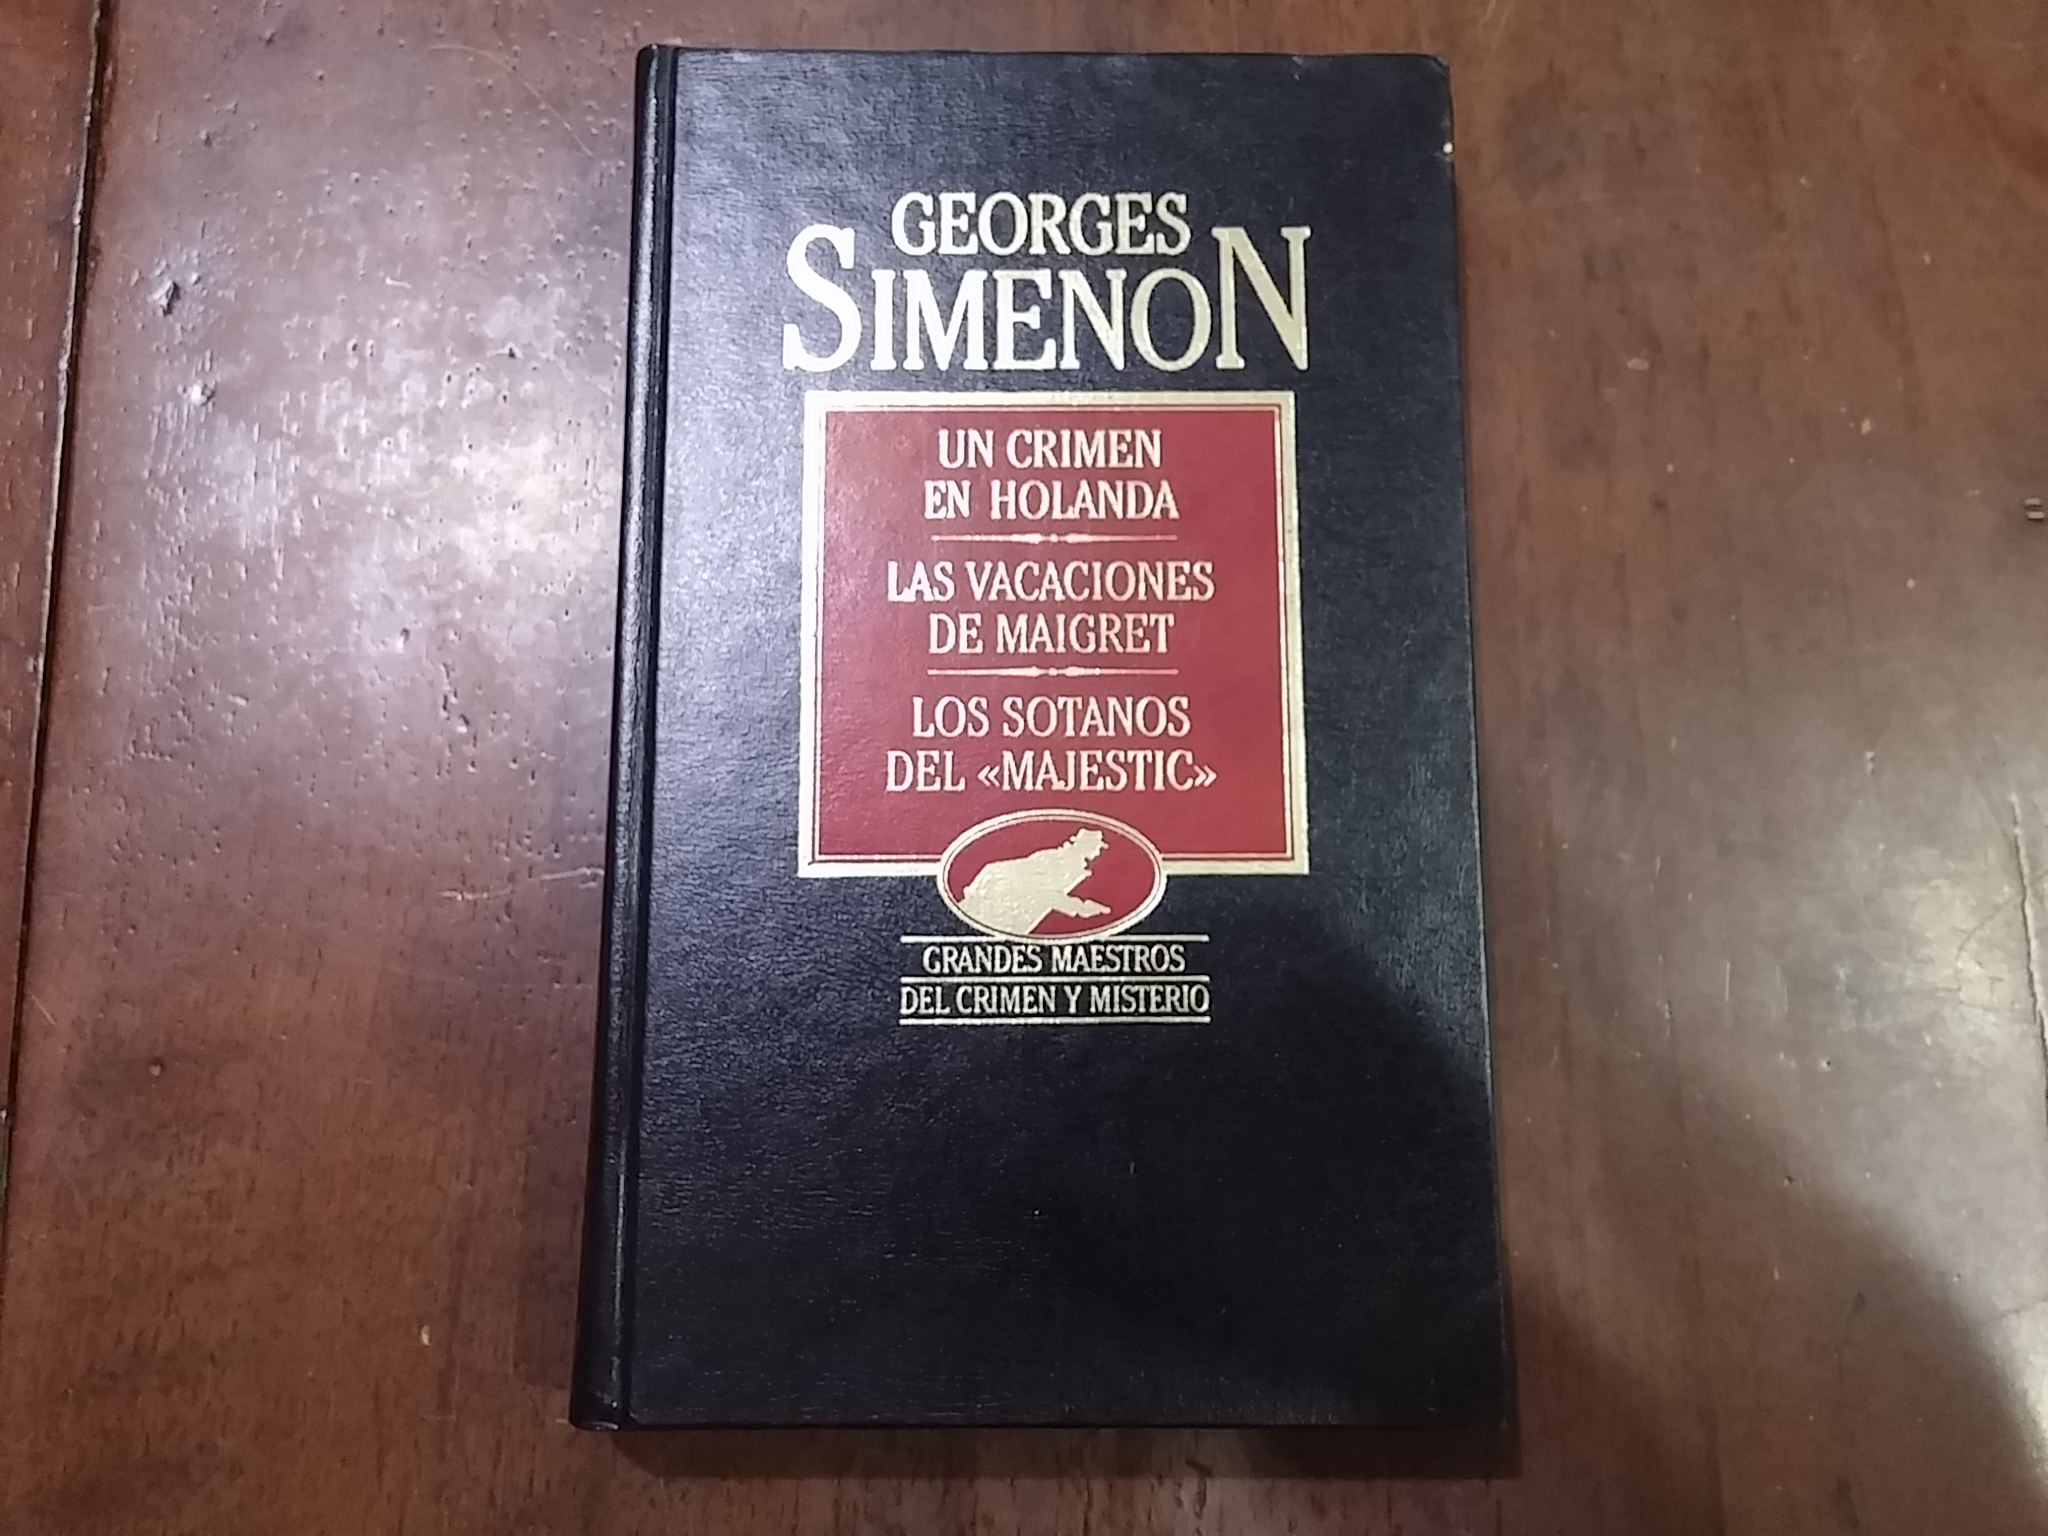 GEORGES
SIMENON
UN CRIMEN
EN HOLANDA
LAS VACACIONES
DE MAIGRET
LOS SOTANOS
DEL «MAJESTIC»
GRANDES MAESTROS
DEL CRIMEN Y MISTERIO